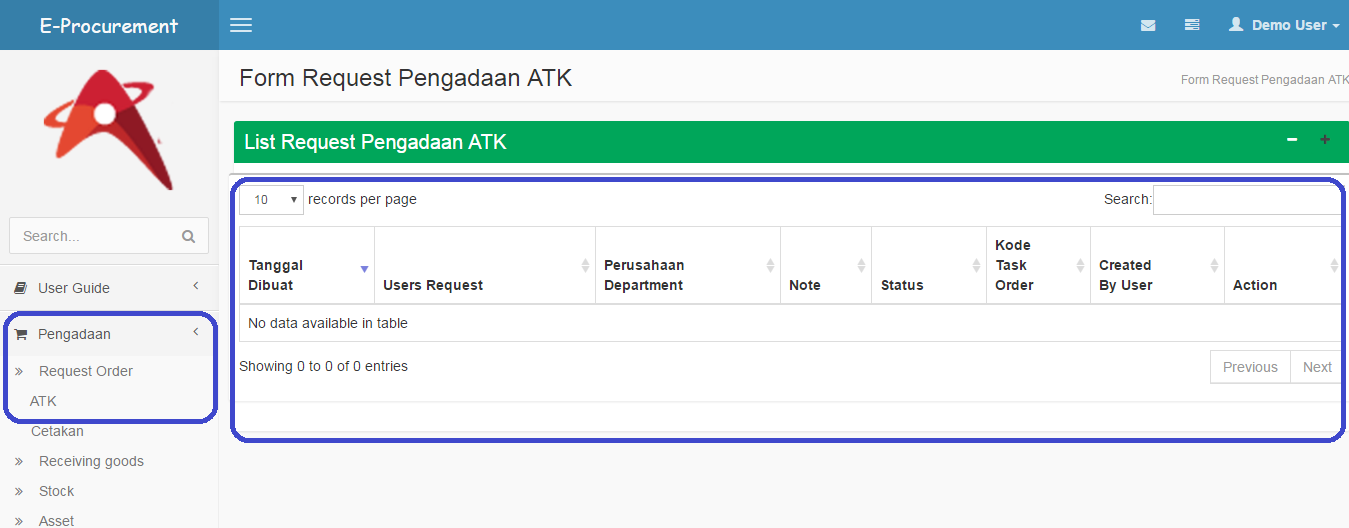 E-Procurement
Demo User
Form Request Pengadaan ATK
Form Request Pengadaan ATK
List Request Pengadaan ATK
10 records per page
Search:
Tanggal Dibuat
Users Request
Perusahaan Department
Note
Status
Kode Task Order
Created By User
Action
No data available in table
Showing 0 to 0 of 0 entries
Previous
Next
Search...
User Guide
Pengadaan
Request Order
ATK
Cetakan
Receiving goods
Stock
Asset